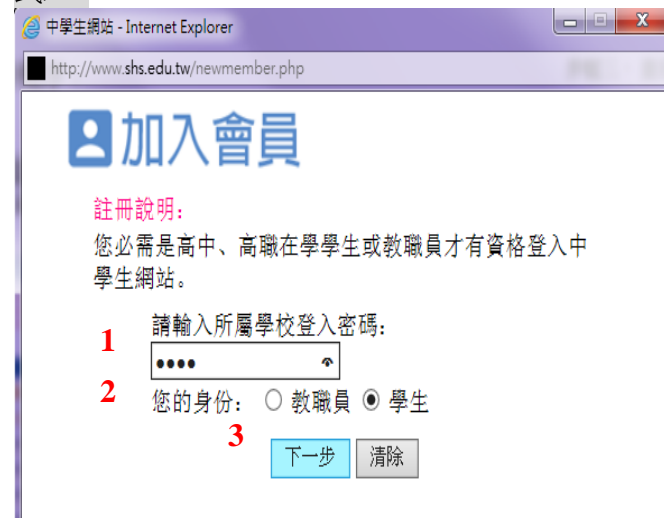 中學生網站 - Internet Explorer
http://www.shs.edu.tw/newmember.php
加入會員
註冊說明：
您必需是高中、高職在學學生或教職員才有資格登入中
學生網站。
請輸入所屬學校登入密碼：
1
••••
2
您的身份： 教職員 學生
3
下一步 清除